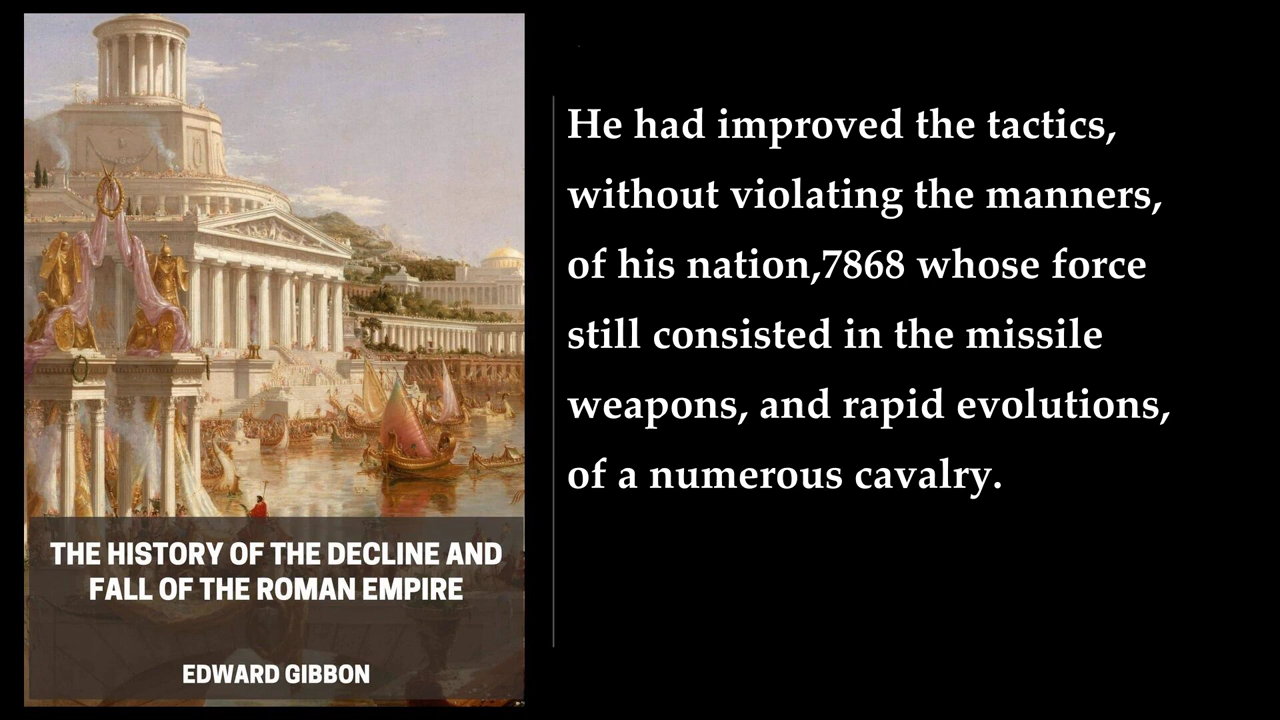 He had improved the tactics,
without violating the manners,
of his nation,7868 whose force
still consisted in the missile
weapons, and rapid evolutions,
of a numerous cavalry.
THE HISTORY OF THE DECLINE AND
FALL OF THE ROMAN EMPIRE
EDWARD GIBBON